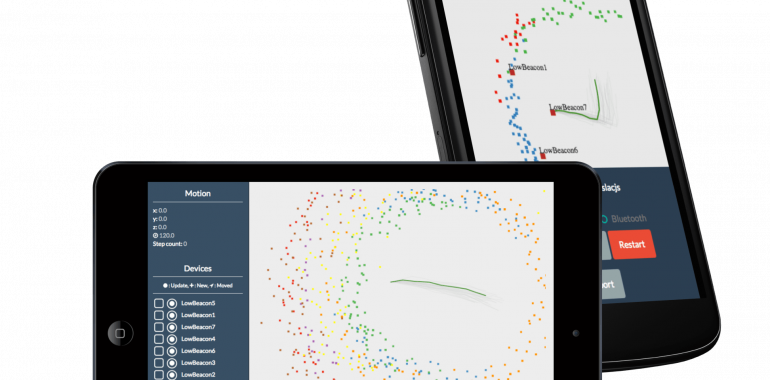 LowBeacon1
LowBeacon7
LowBeacon6
slacjs
Bluetooth
Restart
Motion
x: 0.0
y: 0.0
z: 0.0
120.0
Step count: 0
Devices
: Update, : New, : Moved
LowBeacon5
LowBeacon1
LowBeacon7
LowBeacon4
LowBeacon6
LowBeacon3
LowBeacon2